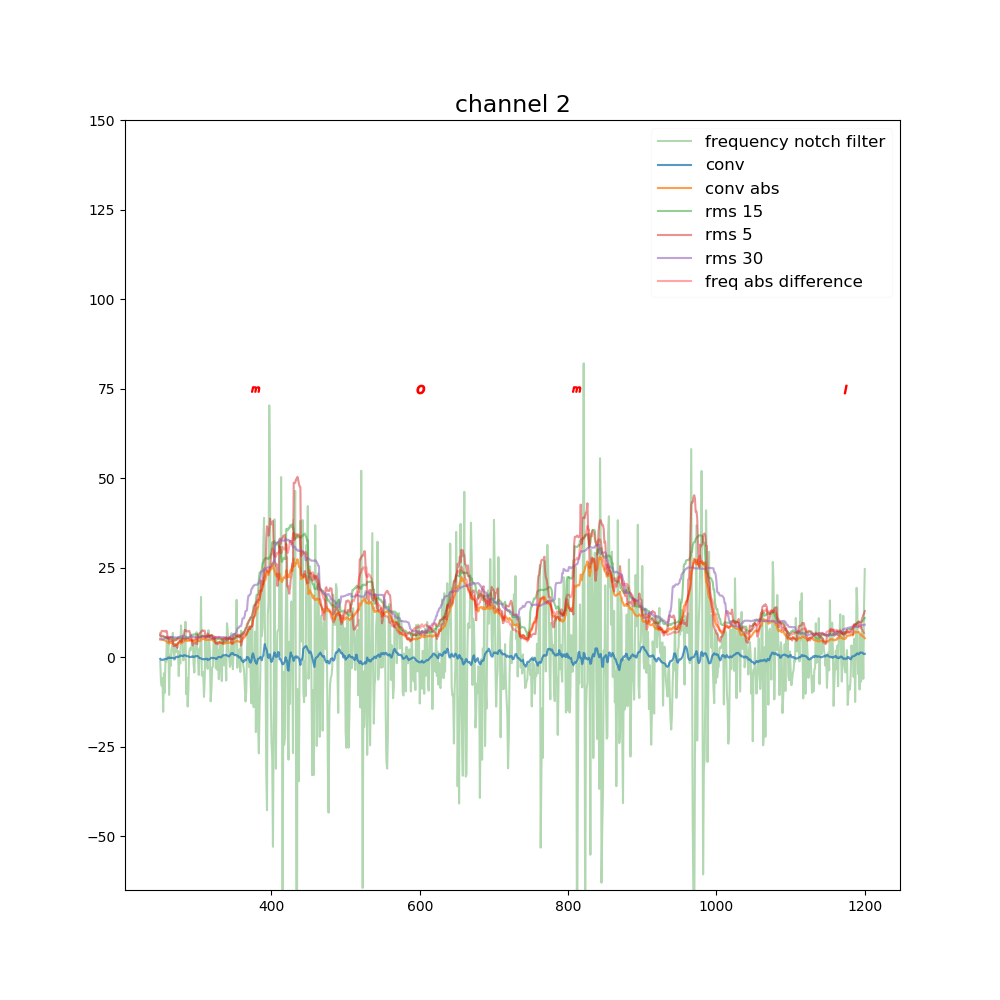 channel 2
150
125
100
75
50
25
0
−25
−50
frequency notch filter
conv
conv abs
rms 15
rms 5
rms 30
freq abs difference
m o m I
400 600 800 1000 1200